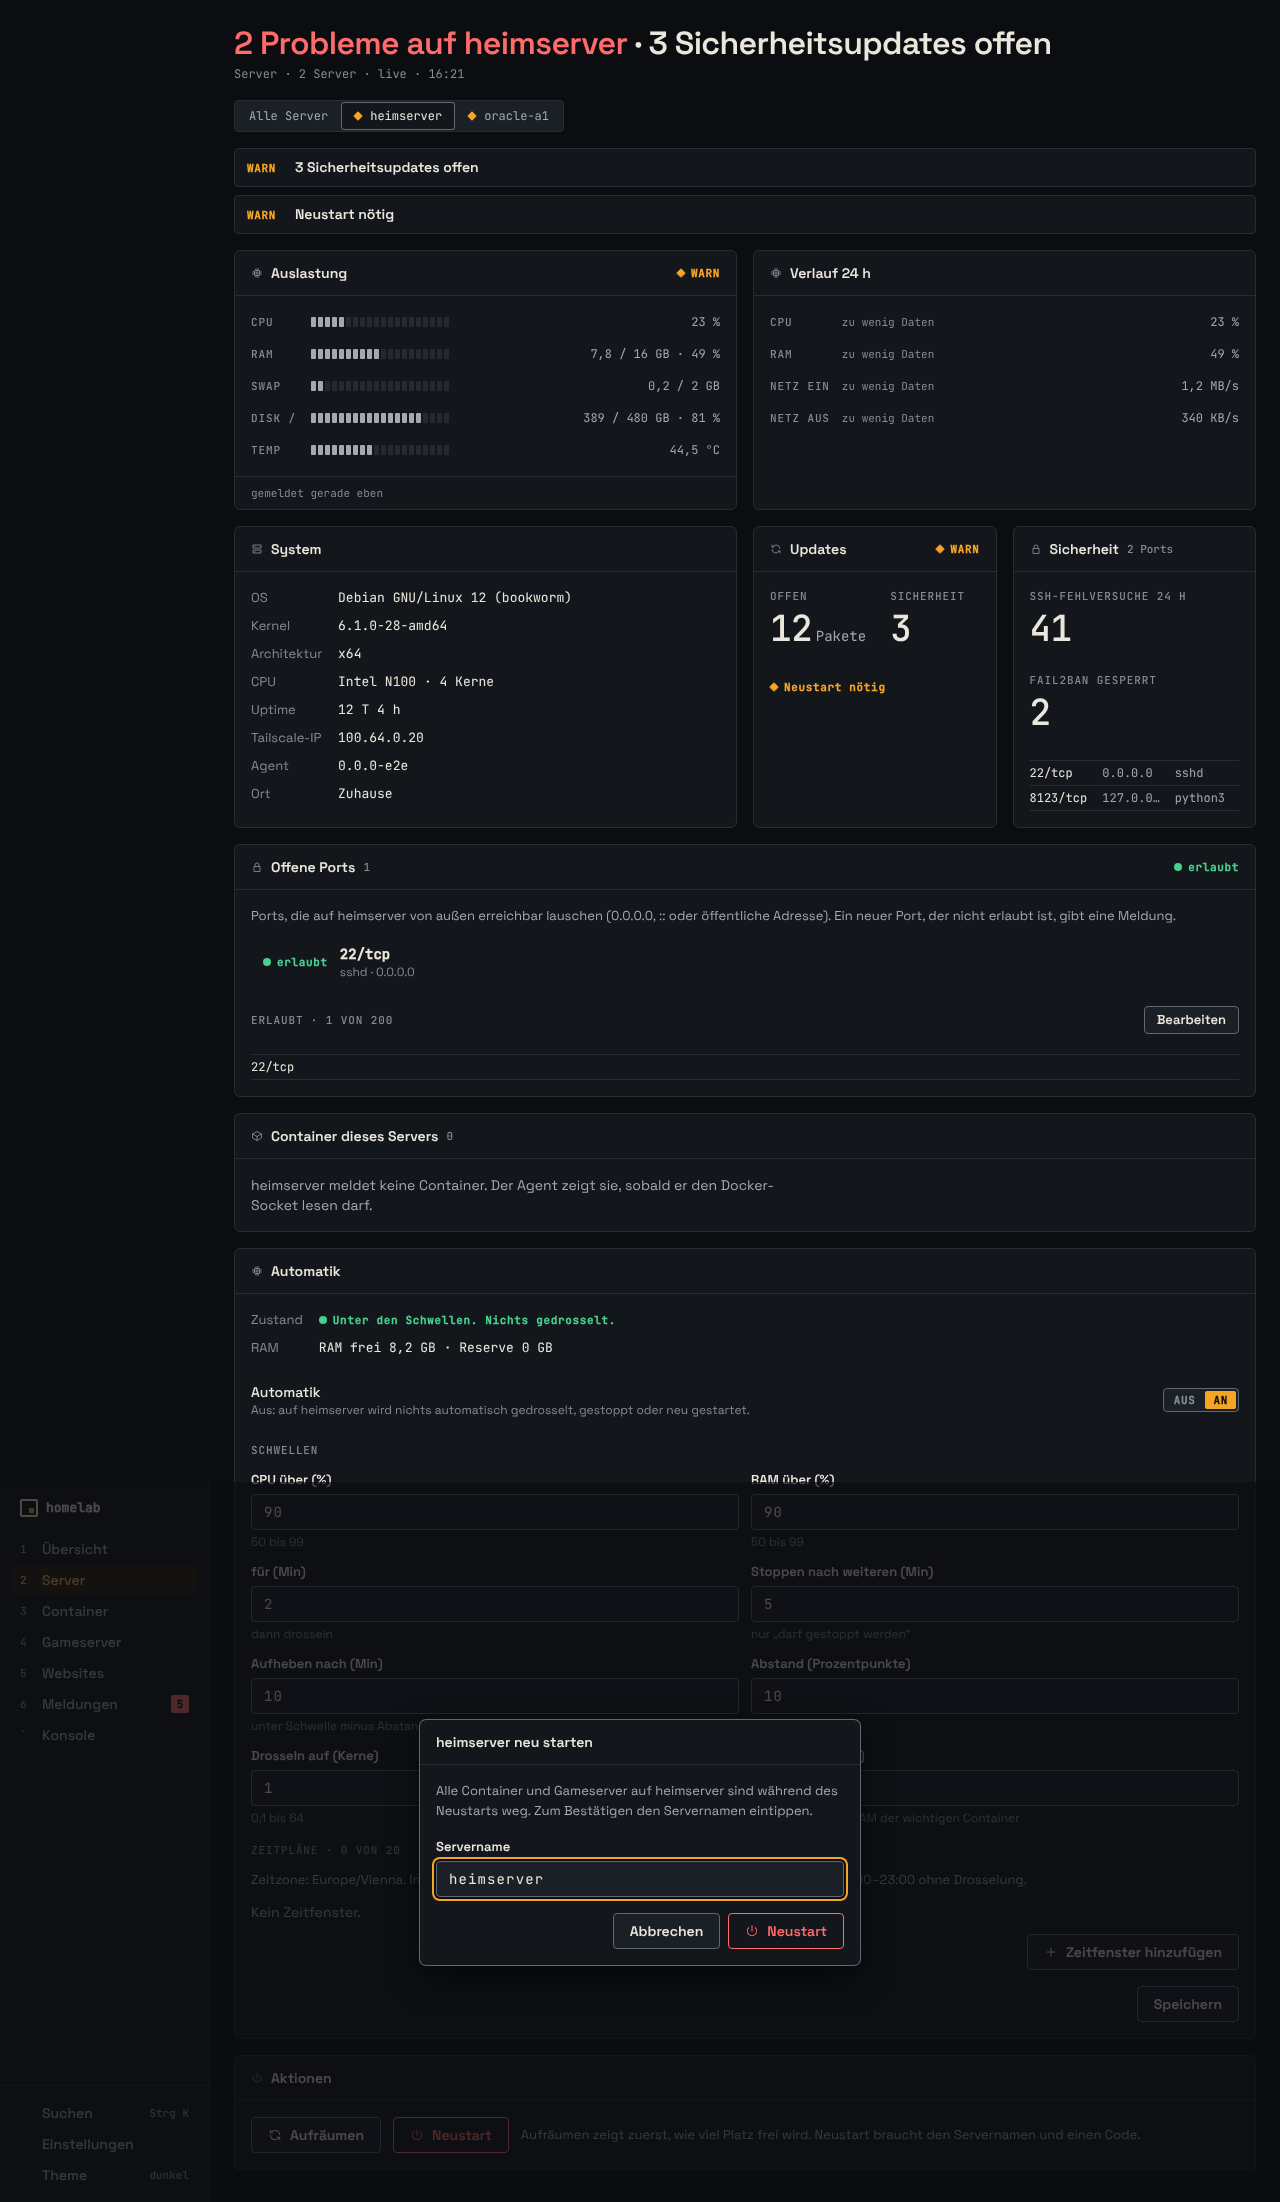 2 Probleme auf heimserver · 3 Sicherheitsupdates offen
Server · 2 Server · live · 16:21
Alle Server heimserver oracle-a1
WARN 3 Sicherheitsupdates offen
WARN Neustart nötig
Auslastung WARN
CPU 23 %
RAM 7,8 / 16 GB · 49 %
SWAP 0,2 / 2 GB
DISK / 389 / 480 GB · 81 %
TEMP 44,5 °C
gemeldet gerade eben
Verlauf 24 h
CPU zu wenig Daten 23 %
RAM zu wenig Daten 49 %
NETZ EIN zu wenig Daten 1,2 MB/s
NETZ AUS zu wenig Daten 340 KB/s
System
OS Debian GNU/Linux 12 (bookworm)
Kernel 6.1.0-28-amd64
Architektur x64
CPU Intel N100 · 4 Kerne
Uptime 12 T 4 h
Tailscale-IP 100.64.0.20
Agent 0.0.0-e2e
Ort Zuhause
Updates WARN
OFFEN SICHERHEIT
12 Pakete 3
Neustart nötig
Sicherheit 2 Ports
SSH-FEHLVERSUCHE 24 H
41
FAIL2BAN GESPERRT
2
22/tcp 0.0.0.0 sshd
8123/tcp 127.0.0… python3
Offene Ports 1 erlaubt
Ports, die auf heimserver von außen erreichbar lauschen (0.0.0.0, :: oder öffentliche Adresse). Ein neuer Port, der nicht erlaubt ist, gibt eine Meldung.
erlaubt 22/tcp
sshd · 0.0.0.0
ERLAUBT · 1 VON 200 Bearbeiten
22/tcp
Container dieses Servers 0
heimserver meldet keine Container. Der Agent zeigt sie, sobald er den Docker-
Socket lesen darf.
Automatik
Zustand Unter den Schwellen. Nichts gedrosselt.
RAM RAM frei 8,2 GB · Reserve 0 GB
Automatik
Aus: auf heimserver wird nichts automatisch gedrosselt, gestoppt oder neu gestartet.
AUS AN
SCHWELLEN
CPU über (%) RAM über (%)
90 90
50 bis 99 50 bis 99
für (Min) Stoppen nach weiteren (Min)
2 5
dann drosseln nur „darf gestoppt werden“
Aufheben nach (Min) Abstand (Prozentpunkte)
10 10
unter Schwelle minus Abstan
Drosseln auf (Kerne) )
1
0,1 bis 64 AM der wichtigen Container
ZEITPLÄNE · 0 VON 20
Zeitzone: Europe/Vienna. In 00–23:00 ohne Drosselung.
Kein Zeitfenster.
Zeitfenster hinzufügen
Speichern
homelab
1 Übersicht
2 Server
3 Container
4 Gameserver
5 Websites
6 Meldungen 5
` Konsole
heimserver neu starten
Alle Container und Gameserver auf heimserver sind während des
Neustarts weg. Zum Bestätigen den Servernamen eintippen.
Servername
heimserver
Abbrechen Neustart
Aktionen
Aufräumen Neustart Aufräumen zeigt zuerst, wie viel Platz frei wird. Neustart braucht den Servernamen und einen Code.
Suchen Strg K
Einstellungen
Theme dunkel